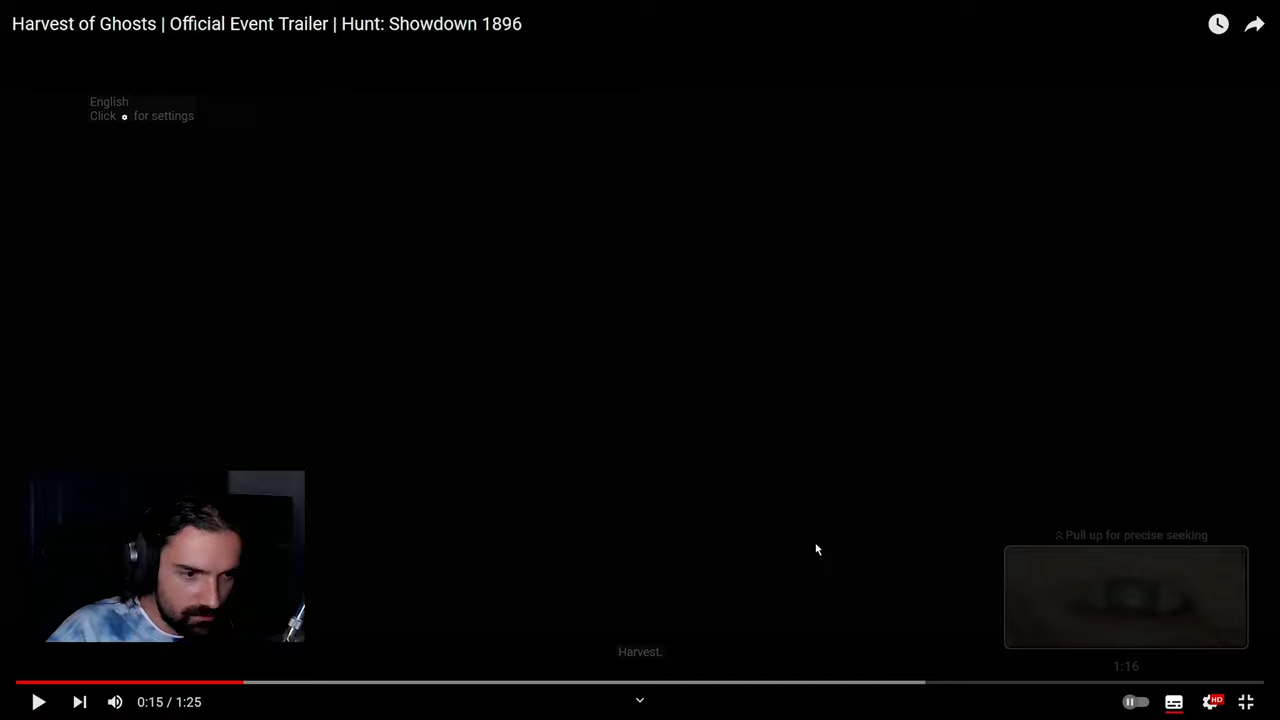 Harvest of Ghosts | Official Event Trailer | Hunt: Showdown 1896
English
Click for settings
Pull up for precise seeking
Harvest.
1:16
0:15 / 1:25
HD